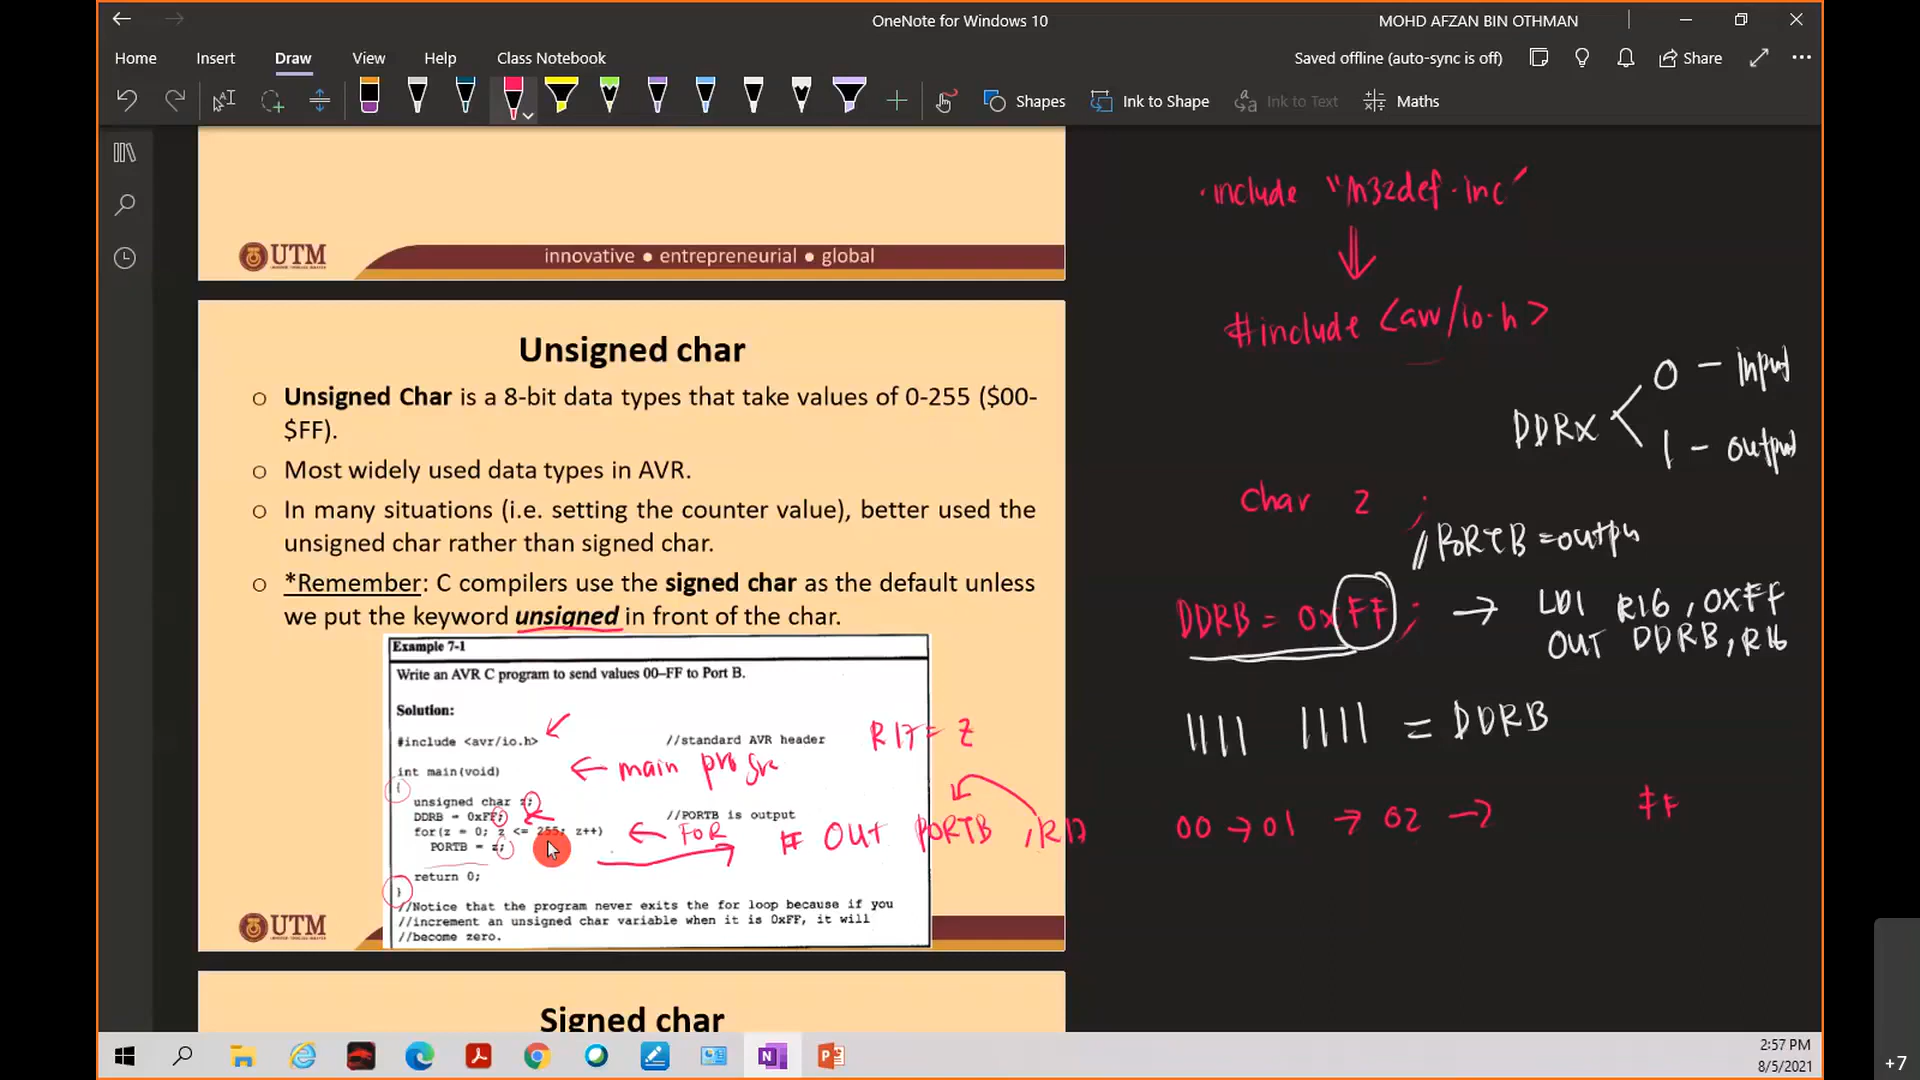 OneNote for Windows 10
MOHD AFZAN BIN OTHMAN
Home Insert Draw View Help Class Notebook
Saved offline (auto-sync is off) Share
Shapes Ink to Shape Ink to Text Maths
UTM
innovative ● entrepreneurial ● global
Unsigned char
Unsigned Char is a 8-bit data types that take values of 0-255 ($00-
$FF).
Most widely used data types in AVR.
In many situations (i.e. setting the counter value), better used the
unsigned char rather than signed char.
*Remember: C compilers use the signed char as the default unless
we put the keyword unsigned in front of the char.
Example 7-1
Write an AVR C program to send values 00–FF to Port B.
Solution:
#include <avr/io.h> //standard AVR header
int main(void)
{
unsigned char z;
DDRB = 0xFF; //PORTB is output
for(z = 0; z <= 255; z++)
PORTB = z;
return 0;
}
//Notice that the program never exits the for loop because if you
//increment an unsigned char variable when it is 0xFF, it will
//become zero.
R17 = Z
← main progr
← FOR
OUT PORTB , R17
UTM
Signed char
.include "m32def.inc"
⇓
#include <avr/io.h>
DDRX < 0 - input
1 - output
char z ;
//PORTB = outpu
DDRB = 0xFF; → LDI R16, 0XFF
OUT DDRB, R16
1111 1111 = DDRB
00 → 01 → 02 → FF
2:57 PM
8/5/2021
+7